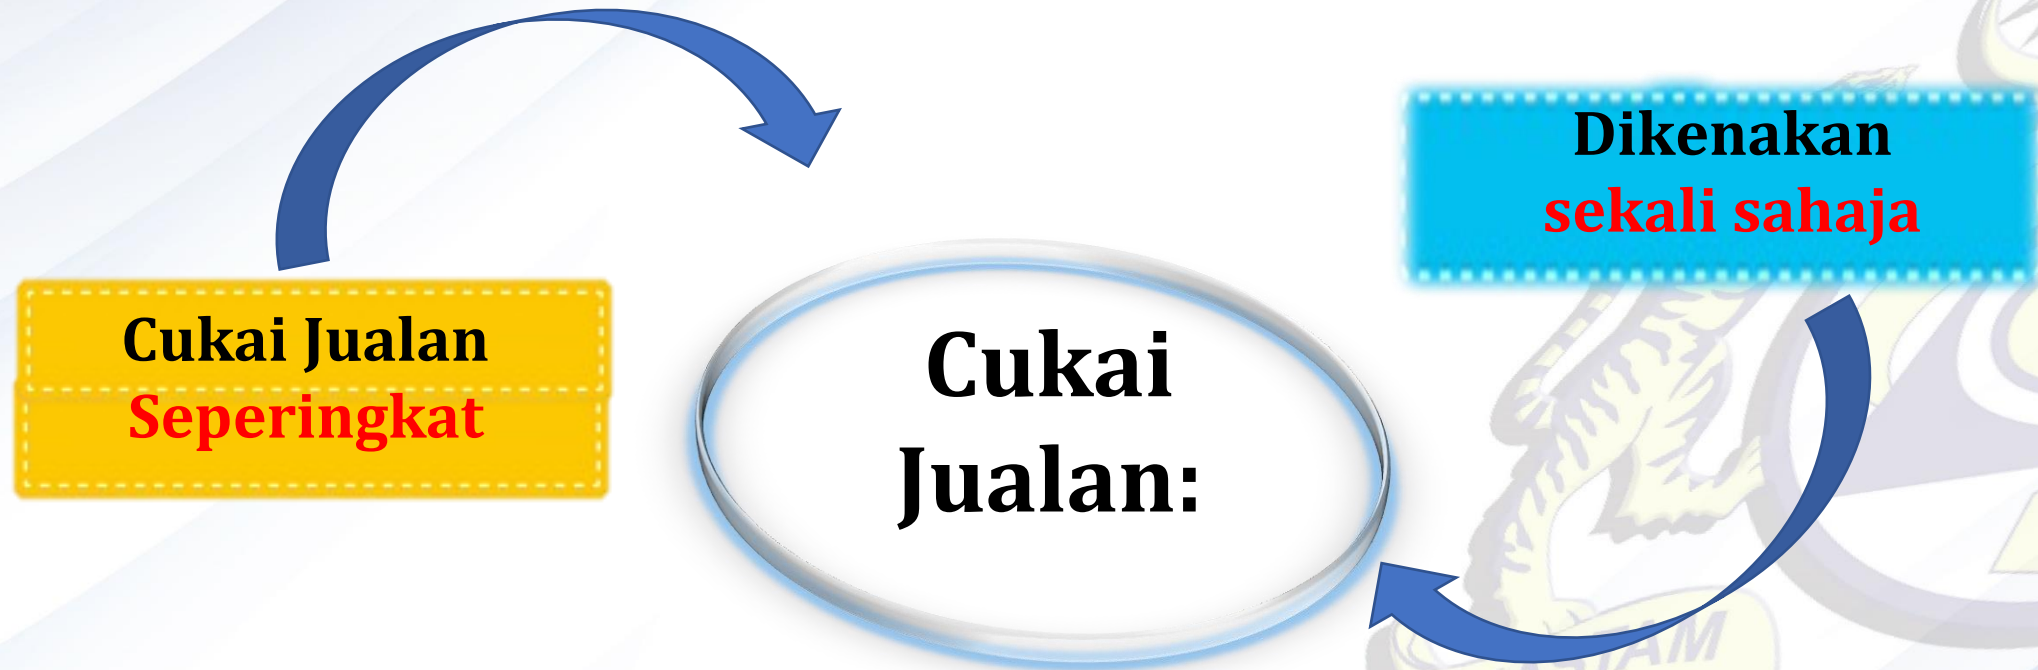 Cukai Jualan
Seperingkat
Cukai
Jualan:
Dikenakan
sekali sahaja